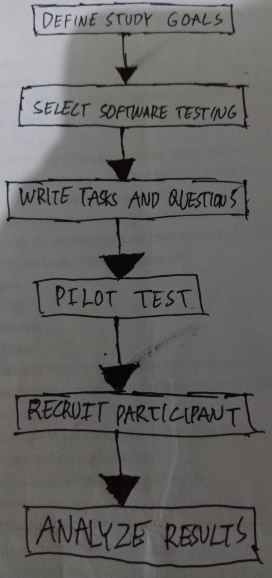 DEFINE STUDY GOALS
SELECT SOFTWARE TESTING
WRITE TASKS AND QUESTIONS
PILOT TEST
RECRUIT PARTICIPANT
ANALYZE RESULTS